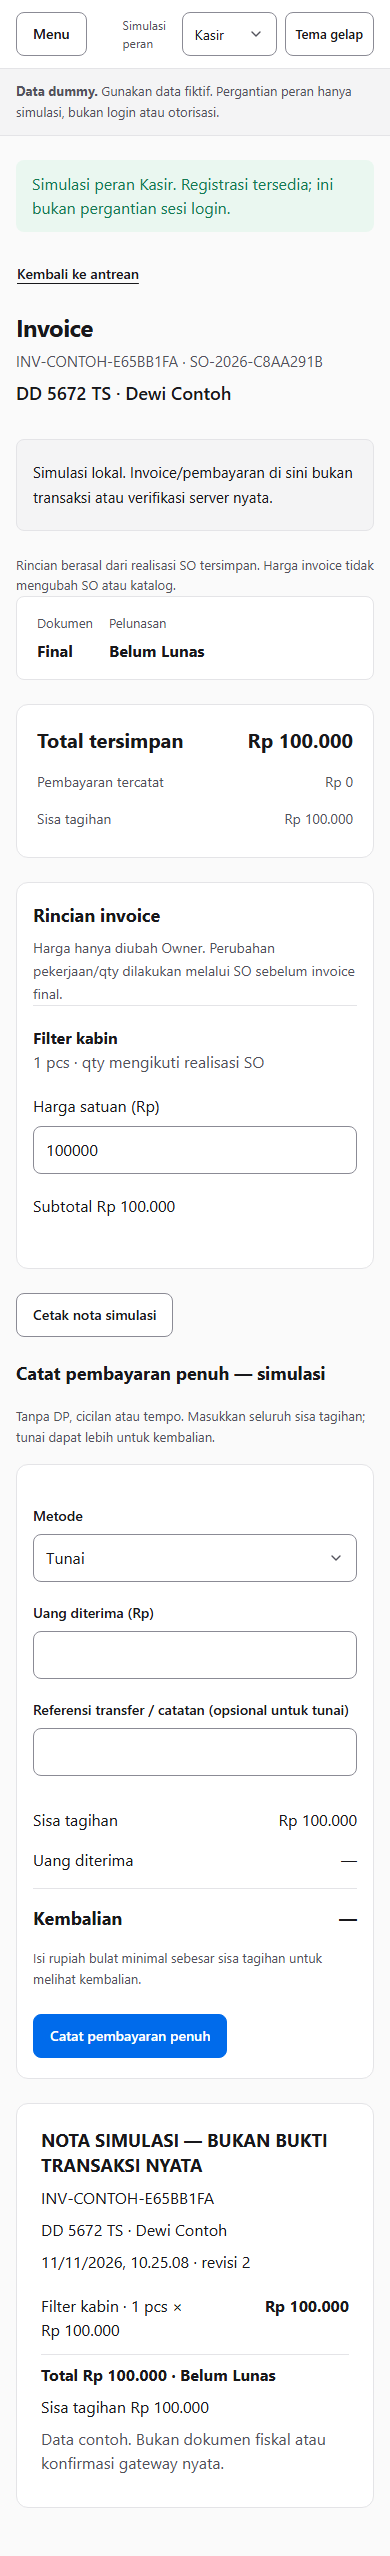 Menu
Simulasi
peran
Kasir
Tema gelap
Data dummy. Gunakan data fiktif. Pergantian peran hanya
simulasi, bukan login atau otorisasi.
Simulasi peran Kasir. Registrasi tersedia; ini
bukan pergantian sesi login.
Kembali ke antrean
Invoice
INV-CONTOH-E65BB1FA · SO-2026-C8AA291B
DD 5672 TS · Dewi Contoh
Simulasi lokal. Invoice/pembayaran di sini bukan
transaksi atau verifikasi server nyata.
Rincian berasal dari realisasi SO tersimpan. Harga invoice tidak
mengubah SO atau katalog.
Dokumen Pelunasan
Final Belum Lunas
Total tersimpan Rp 100.000
Pembayaran tercatat Rp 0
Sisa tagihan Rp 100.000
Rincian invoice
Harga hanya diubah Owner. Perubahan
pekerjaan/qty dilakukan melalui SO sebelum invoice
final.
Filter kabin
1 pcs · qty mengikuti realisasi SO
Harga satuan (Rp)
100000
Subtotal Rp 100.000
Cetak nota simulasi
Catat pembayaran penuh — simulasi
Tanpa DP, cicilan atau tempo. Masukkan seluruh sisa tagihan;
tunai dapat lebih untuk kembalian.
Metode
Tunai
Uang diterima (Rp)
Referensi transfer / catatan (opsional untuk tunai)
Sisa tagihan Rp 100.000
Uang diterima —
Kembalian —
Isi rupiah bulat minimal sebesar sisa tagihan untuk
melihat kembalian.
Catat pembayaran penuh
NOTA SIMULASI — BUKAN BUKTI
TRANSAKSI NYATA
INV-CONTOH-E65BB1FA
DD 5672 TS · Dewi Contoh
11/11/2026, 10.25.08 · revisi 2
Filter kabin · 1 pcs × Rp 100.000
Rp 100.000
Total Rp 100.000 · Belum Lunas
Sisa tagihan Rp 100.000
Data contoh. Bukan dokumen fiskal atau
konfirmasi gateway nyata.